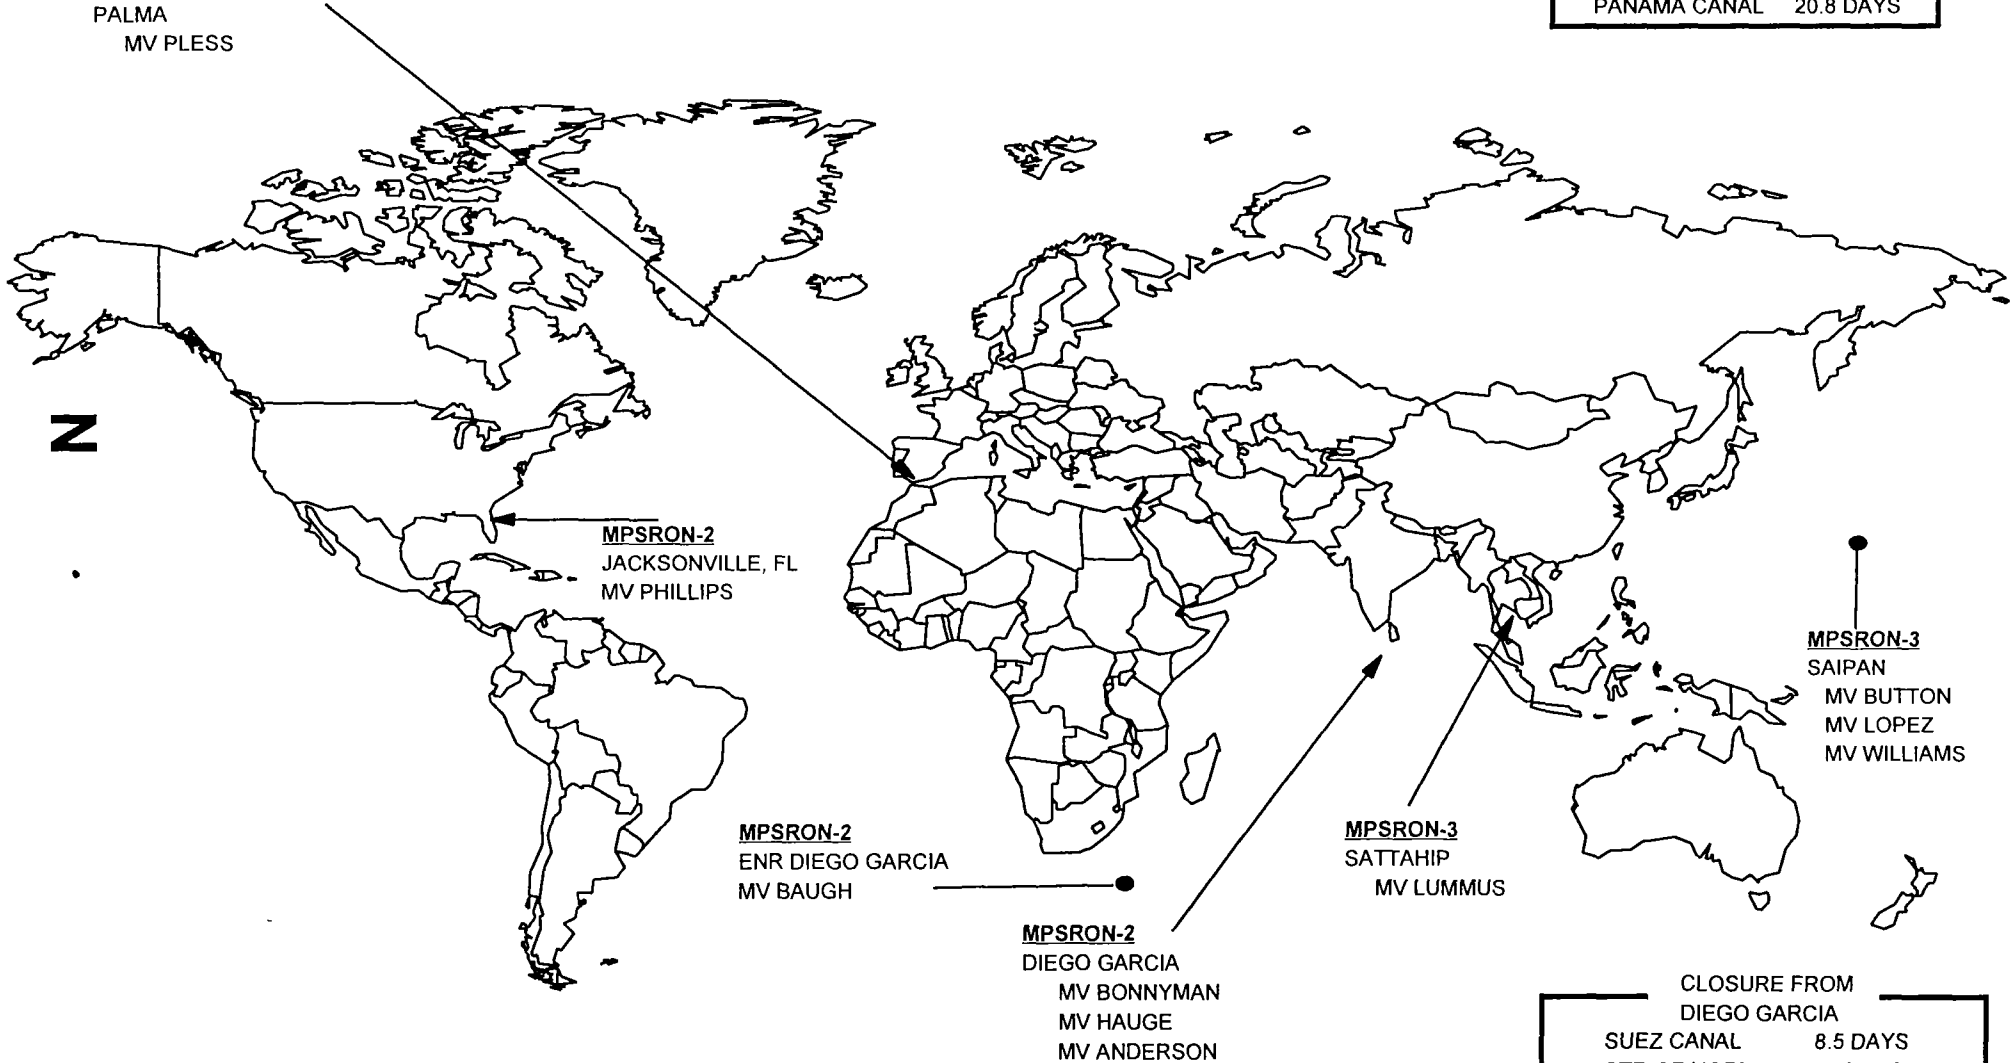 PALMA
MV PLESS
PANAMA CANAL 20.8 DAYS
N
MPSRON-2
JACKSONVILLE, FL
MV PHILLIPS
MPSRON-3
SAIPAN
MV BUTTON
MV LOPEZ
MV WILLIAMS
MPSRON-2
ENR DIEGO GARCIA
MV BAUGH
MPSRON-3
SATTAHIP
MV LUMMUS
MPSRON-2
DIEGO GARCIA
MV BONNYMAN
MV HAUGE
MV ANDERSON
CLOSURE FROM
DIEGO GARCIA
SUEZ CANAL 8.5 DAYS